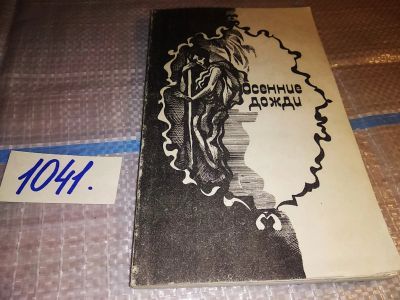 осенние
дожди
1041.